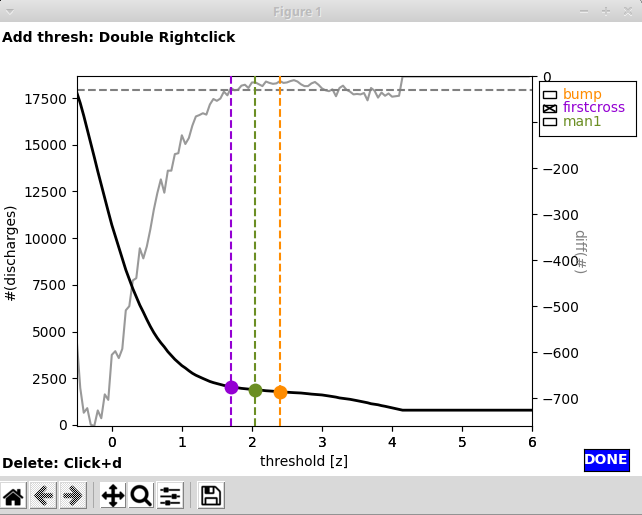 Figure 1
Add thresh: Double Rightclick
17500
15000
12500
10000
7500
5000
2500
0
#(discharges)
0
−200
−300
−400
−500
−600
−700
diff(#)
bump
firstcross
man1
0 1 2 3 4 5 6
threshold [z]
Delete: Click+d
DONE